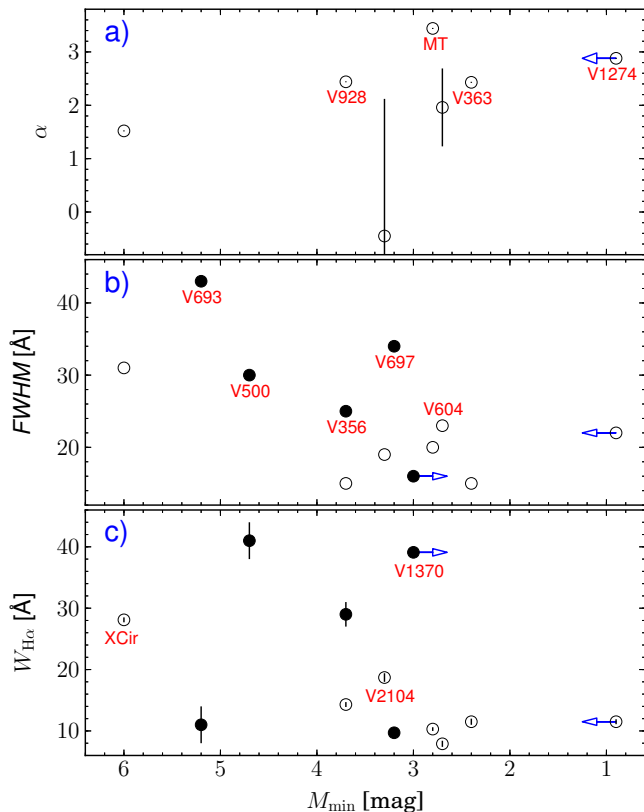 a)
MT
3
V1274
V928
V363
2
α
1
0
b)
V693
40
V697
FWHM [Å]
30
V500
V604
V356
20
c)
40
V1370
30
W_Hα [Å]
XCir
20
V2104
10
6 5 4 3 2 1
M_min [mag]